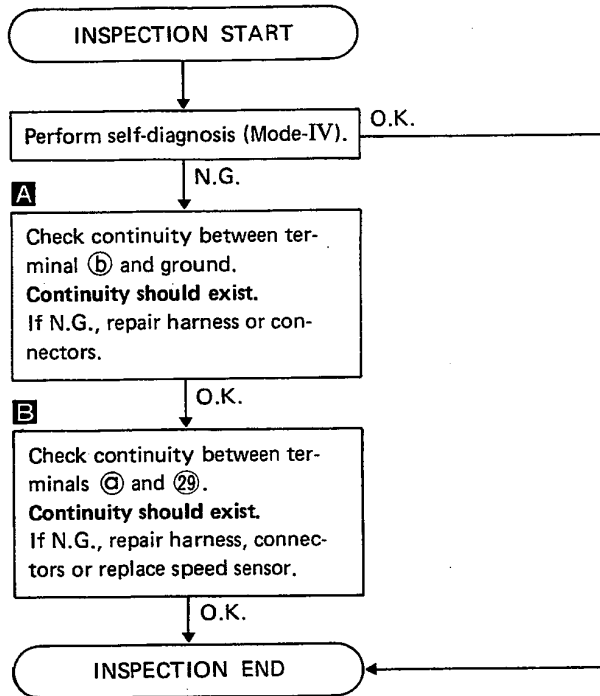 INSPECTION START
Perform self-diagnosis (Mode-IV).
O.K.
N.G.
A
Check continuity between ter-
minal ⓑ and ground.
Continuity should exist.
If N.G., repair harness or con-
nectors.
O.K.
B
Check continuity between ter-
minals ⓐ and ㉙.
Continuity should exist.
If N.G., repair harness, connec-
tors or replace speed sensor.
O.K.
INSPECTION END